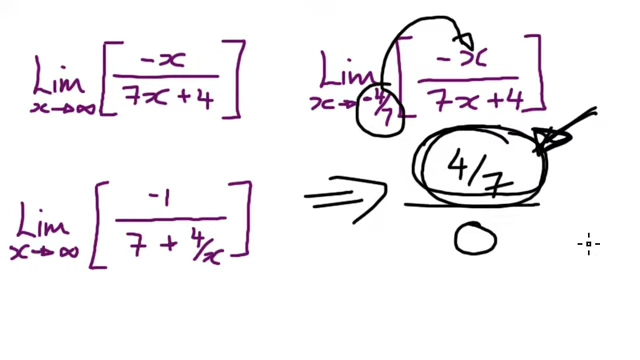 Lim x→∞ [ -x / 7x + 4 ]
Lim x→∞ [ -1 / 7 + 4/x ]
Lim x→-4/7 [ -x / 7x + 4 ]
⇒ 4/7 / 0